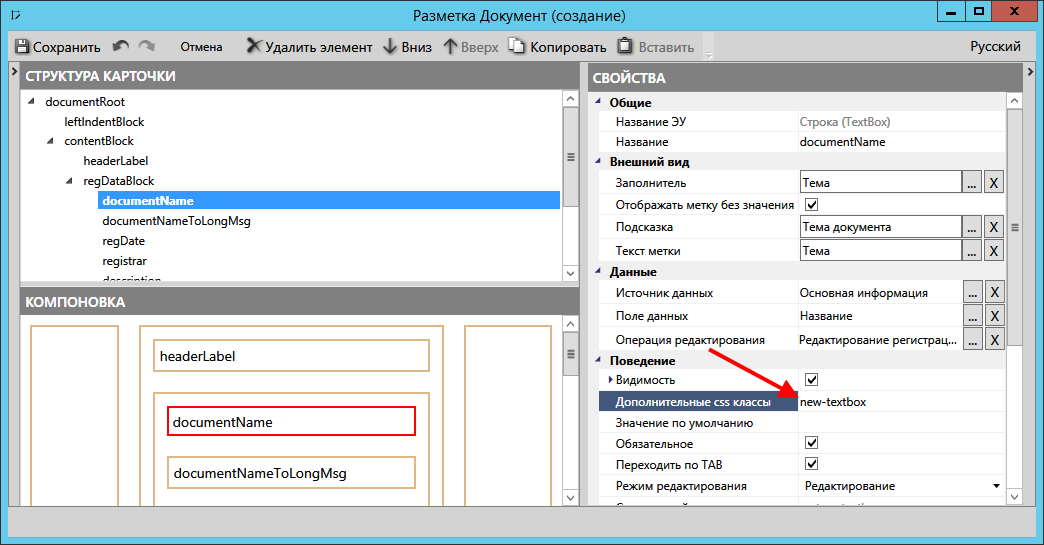 Разметка Документ (создание)
Сохранить Отмена Удалить элемент Вниз Вверх Копировать Вставить Русский
СТРУКТУРА КАРТОЧКИ
documentRoot
leftIndentBlock
contentBlock
headerLabel
regDataBlock
documentName
documentNameToLongMsg
regDate
registrar
description
КОМПОНОВКА
headerLabel
documentName
documentNameToLongMsg
СВОЙСТВА
Общие
Название ЭУ Строка (TextBox)
Название documentName
Внешний вид
Заполнитель Тема ... X
Отображать метку без значения
Подсказка Тема документа ... X
Текст метки Тема ... X
Данные
Источник данных Основная информация ... X
Поле данных Название ... X
Операция редактирования Редактирование регистрац... ... X
Поведение
Видимость
Дополнительные css классы new-textbox
Значение по умолчанию
Обязательное
Переходить по TAB
Режим редактирования Редактирование